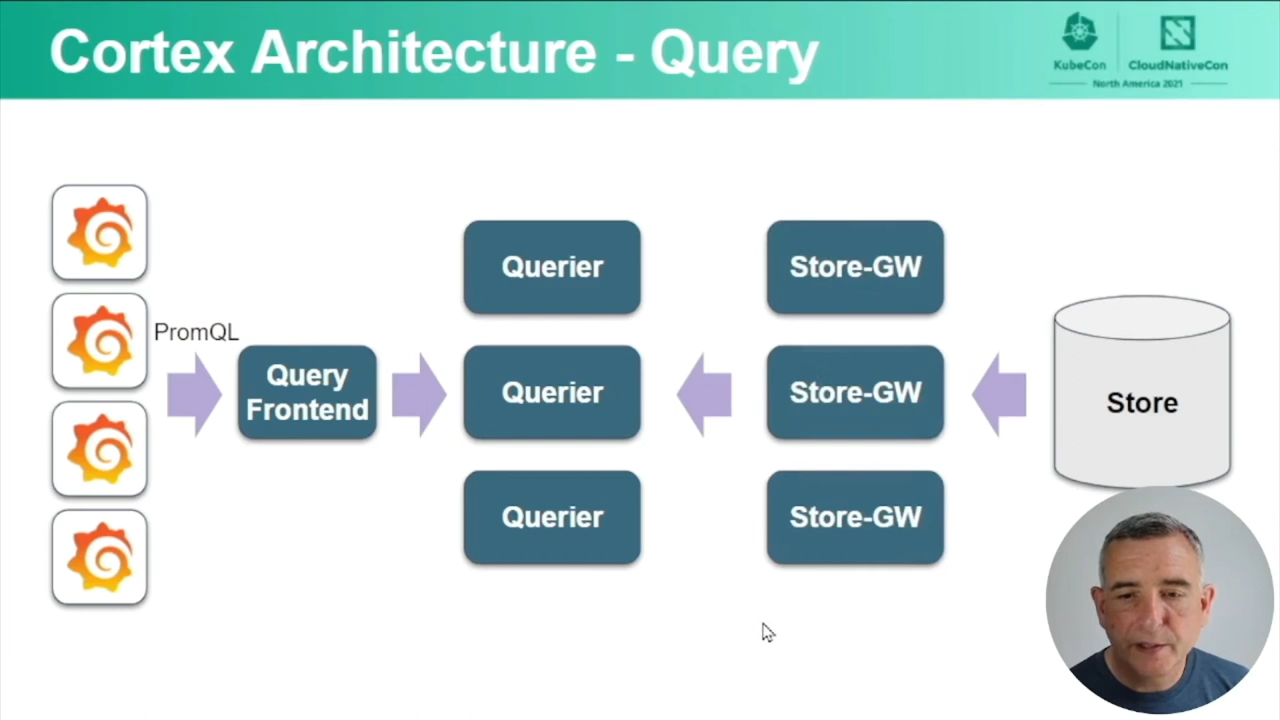 Cortex Architecture - Query
KubeCon
CloudNativeCon
North America 2021
PromQL
Query
Frontend
Querier
Querier
Querier
Store-GW
Store-GW
Store-GW
Store